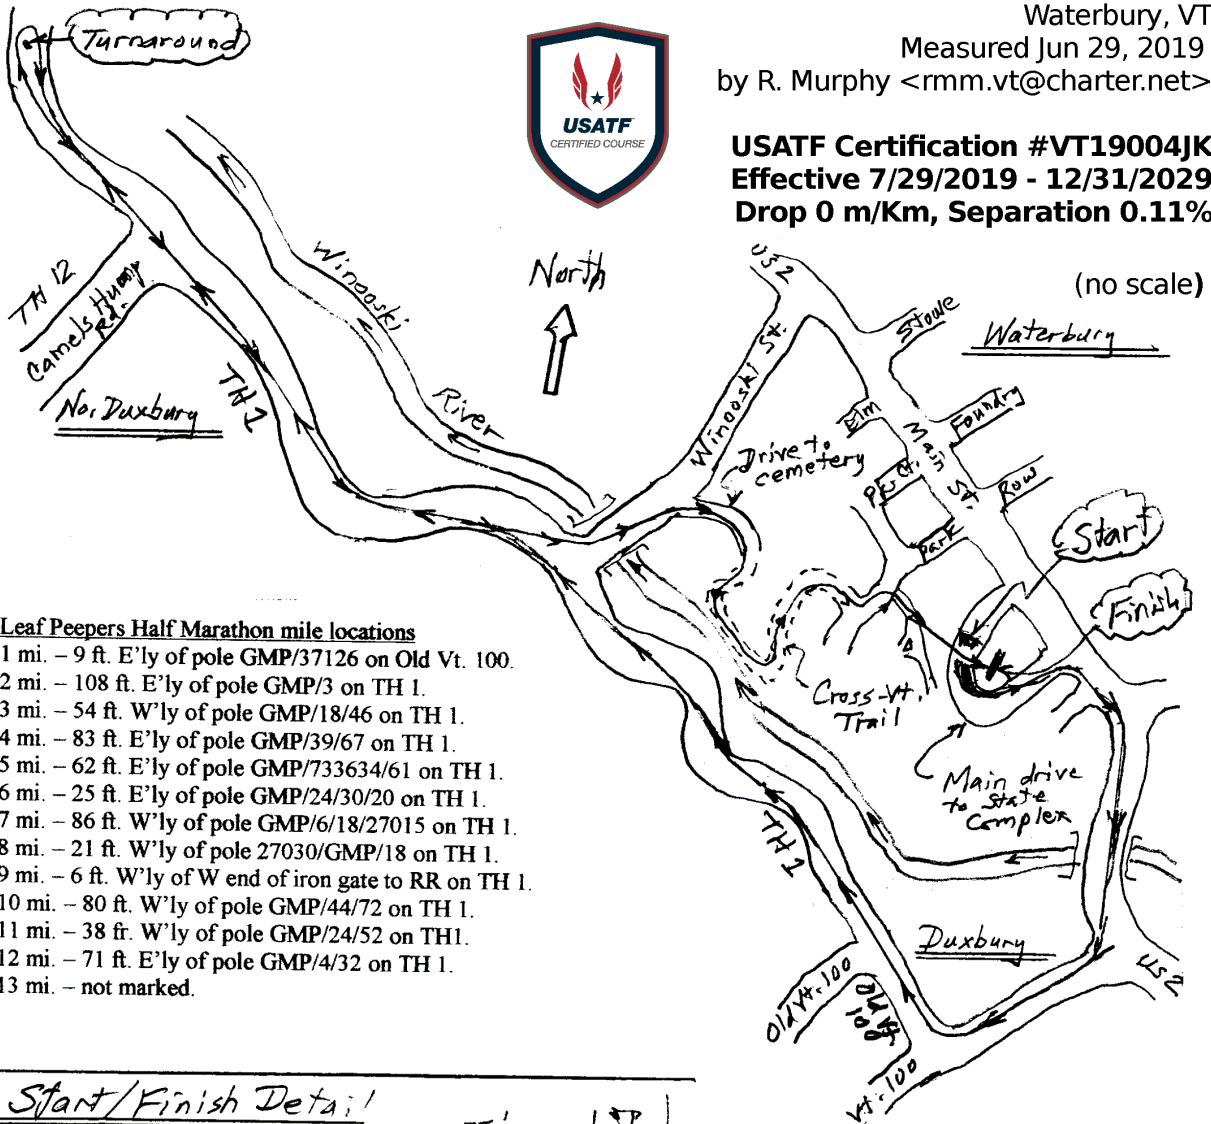 Turnaround
USATF
CERTIFIED COURSE
Waterbury, VT
Measured Jun 29, 2019
by R. Murphy <rmm.vt@charter.net>
USATF Certification #VT19004JK
Effective 7/29/2019 - 12/31/2029
Drop 0 m/Km, Separation 0.11%
(no scale)
North
US2
Stowe
Waterbury
Winooski
River
TH 12
Camels Hump
Rd.
No. Duxbury
TH 1
Winooski St.
Elm
Main St.
Foundry
Drive to
cemetery
Pk Ct.
Row
Park
Start
Finish
Cross-Vt.
Trail
Main drive
to State
Complex
TH 1
Duxbury
US 2
Old Vt. 100
Old Vt
100
Vt. 100
Leaf Peepers Half Marathon mile locations
1 mi. – 9 ft. E'ly of pole GMP/37126 on Old Vt. 100.
2 mi. – 108 ft. E'ly of pole GMP/3 on TH 1.
3 mi. – 54 ft. W'ly of pole GMP/18/46 on TH 1.
4 mi. – 83 ft. E'ly of pole GMP/39/67 on TH 1.
5 mi. – 62 ft. E'ly of pole GMP/733634/61 on TH 1.
6 mi. – 25 ft. E'ly of pole GMP/24/30/20 on TH 1.
7 mi. – 86 ft. W'ly of pole GMP/6/18/27015 on TH 1.
8 mi. – 21 ft. W'ly of pole 27030/GMP/18 on TH 1.
9 mi. – 6 ft. W'ly of W end of iron gate to RR on TH 1.
10 mi. – 80 ft. W'ly of pole GMP/44/72 on TH 1.
11 mi. – 38 fr. W'ly of pole GMP/24/52 on TH1.
12 mi. – 71 ft. E'ly of pole GMP/4/32 on TH 1.
13 mi. – not marked.
Start/Finish Detail